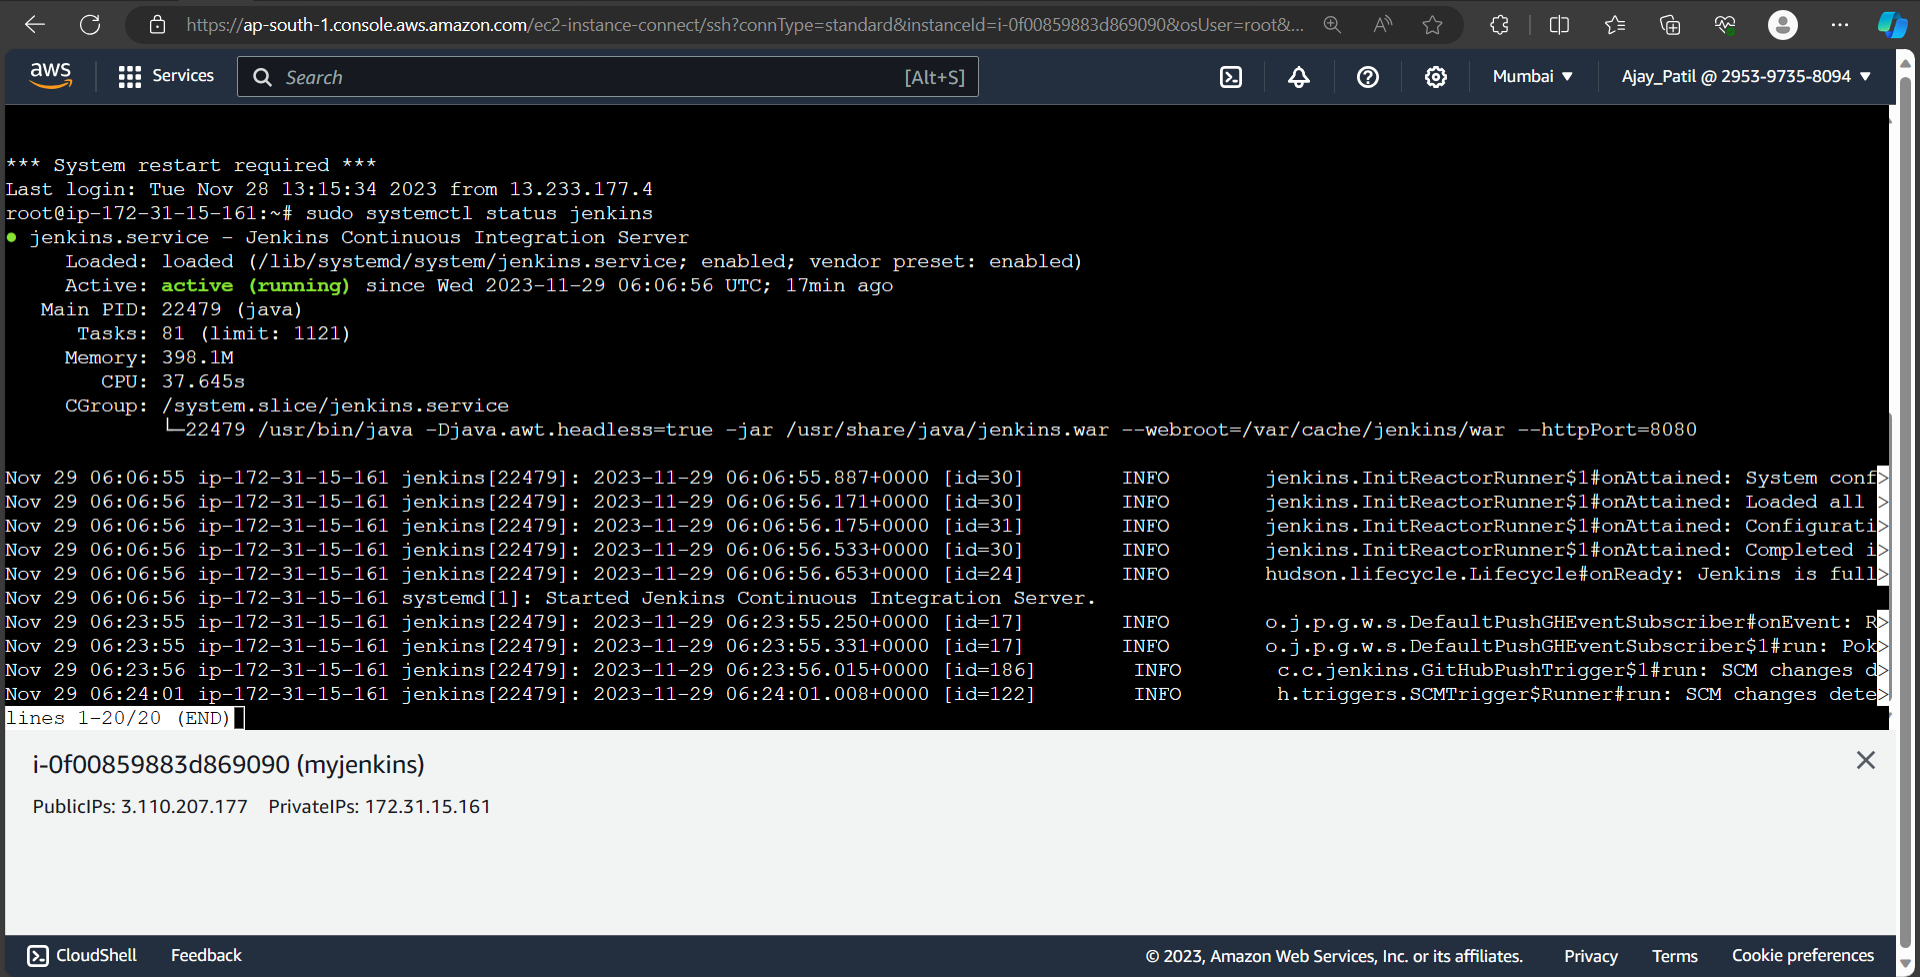 https://ap-south-1.console.aws.amazon.com/ec2-instance-connect/ssh?connType=standard&instanceId=i-0f00859883d869090&osUser=root&...
aws Services Search [Alt+S] Mumbai ▼ Ajay_Patil @ 2953-9735-8094 ▼
*** System restart required ***
Last login: Tue Nov 28 13:15:34 2023 from 13.233.177.4
root@ip-172-31-15-161:~# sudo systemctl status jenkins
● jenkins.service - Jenkins Continuous Integration Server
Loaded: loaded (/lib/systemd/system/jenkins.service; enabled; vendor preset: enabled)
Active: active (running) since Wed 2023-11-29 06:06:56 UTC; 17min ago
Main PID: 22479 (java)
Tasks: 81 (limit: 1121)
Memory: 398.1M
CPU: 37.645s
CGroup: /system.slice/jenkins.service
└─22479 /usr/bin/java -Djava.awt.headless=true -jar /usr/share/java/jenkins.war --webroot=/var/cache/jenkins/war --httpPort=8080
Nov 29 06:06:55 ip-172-31-15-161 jenkins[22479]: 2023-11-29 06:06:55.887+0000 [id=30] INFO jenkins.InitReactorRunner$1#onAttained: System conf>
Nov 29 06:06:56 ip-172-31-15-161 jenkins[22479]: 2023-11-29 06:06:56.171+0000 [id=30] INFO jenkins.InitReactorRunner$1#onAttained: Loaded all >
Nov 29 06:06:56 ip-172-31-15-161 jenkins[22479]: 2023-11-29 06:06:56.175+0000 [id=31] INFO jenkins.InitReactorRunner$1#onAttained: Configurati>
Nov 29 06:06:56 ip-172-31-15-161 jenkins[22479]: 2023-11-29 06:06:56.533+0000 [id=30] INFO jenkins.InitReactorRunner$1#onAttained: Completed i>
Nov 29 06:06:56 ip-172-31-15-161 jenkins[22479]: 2023-11-29 06:06:56.653+0000 [id=24] INFO hudson.lifecycle.Lifecycle#onReady: Jenkins is full>
Nov 29 06:06:56 ip-172-31-15-161 systemd[1]: Started Jenkins Continuous Integration Server.
Nov 29 06:23:55 ip-172-31-15-161 jenkins[22479]: 2023-11-29 06:23:55.250+0000 [id=17] INFO o.j.p.g.w.s.DefaultPushGHEventSubscriber#onEvent: R>
Nov 29 06:23:55 ip-172-31-15-161 jenkins[22479]: 2023-11-29 06:23:55.331+0000 [id=17] INFO o.j.p.g.w.s.DefaultPushGHEventSubscriber$1#run: Pok>
Nov 29 06:23:56 ip-172-31-15-161 jenkins[22479]: 2023-11-29 06:23:56.015+0000 [id=186] INFO c.c.jenkins.GitHubPushTrigger$1#run: SCM changes d>
Nov 29 06:24:01 ip-172-31-15-161 jenkins[22479]: 2023-11-29 06:24:01.008+0000 [id=122] INFO h.triggers.SCMTrigger$Runner#run: SCM changes dete>
lines 1-20/20 (END)
i-0f00859883d869090 (myjenkins)
PublicIPs: 3.110.207.177 PrivateIPs: 172.31.15.161
CloudShell Feedback © 2023, Amazon Web Services, Inc. or its affiliates. Privacy Terms Cookie preferences